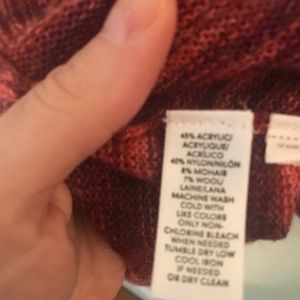 45% ACRYLIC/
ACRYLIQUE/
ACRÍLICO
40% NYLON/NILÓN
8% MOHAIR
7% WOOL/
LAINE/LANA
MACHINE WASH
COLD WITH
LIKE COLORS
ONLY NON-
CHLORINE BLEACH
WHEN NEEDED
TUMBLE DRY LOW
COOL IRON
IF NEEDED
OR DRY CLEAN